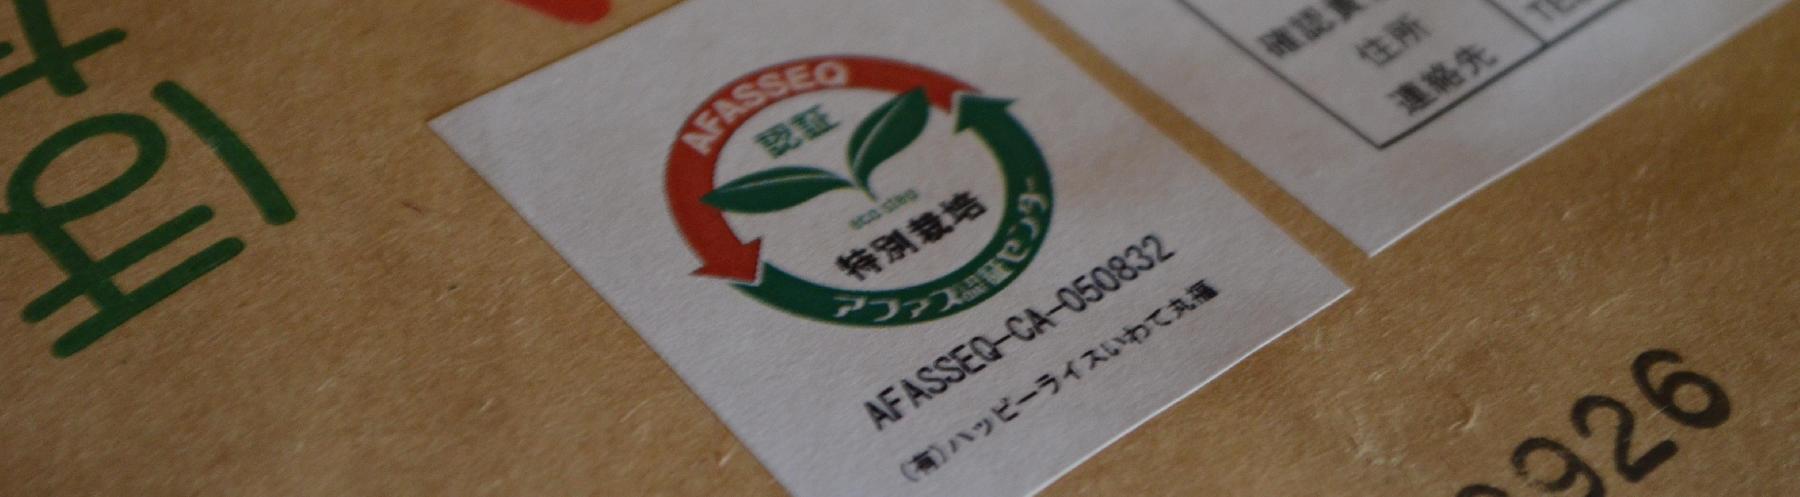 ほ
AFASSEQ
認証
eco step
特別栽培
アファス認証センター
AFASSEQ-CA-050832
(有)ハッピーライスいわて丸福
住所
連絡先
926